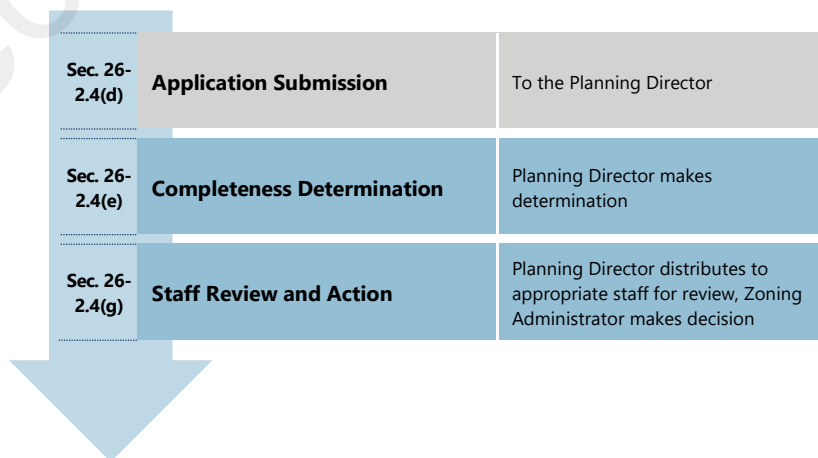 Sec. 26-
2.4(d)
Application Submission
To the Planning Director
Sec. 26-
2.4(e)
Completeness Determination
Planning Director makes
determination
Sec. 26-
2.4(g)
Staff Review and Action
Planning Director distributes to
appropriate staff for review, Zoning
Administrator makes decision